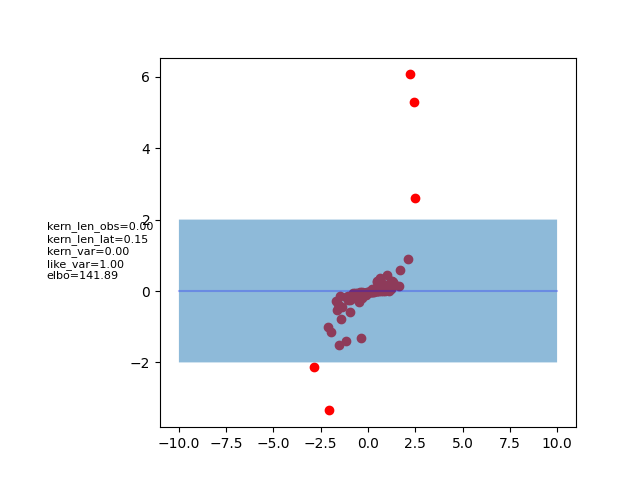 6
4
2
0
−2
kern_len_obs=0.00
kern_len_lat=0.15
kern_var=0.00
like_var=1.00
elbo=141.89
−10.0 −7.5 −5.0 −2.5 0.0 2.5 5.0 7.5 10.0